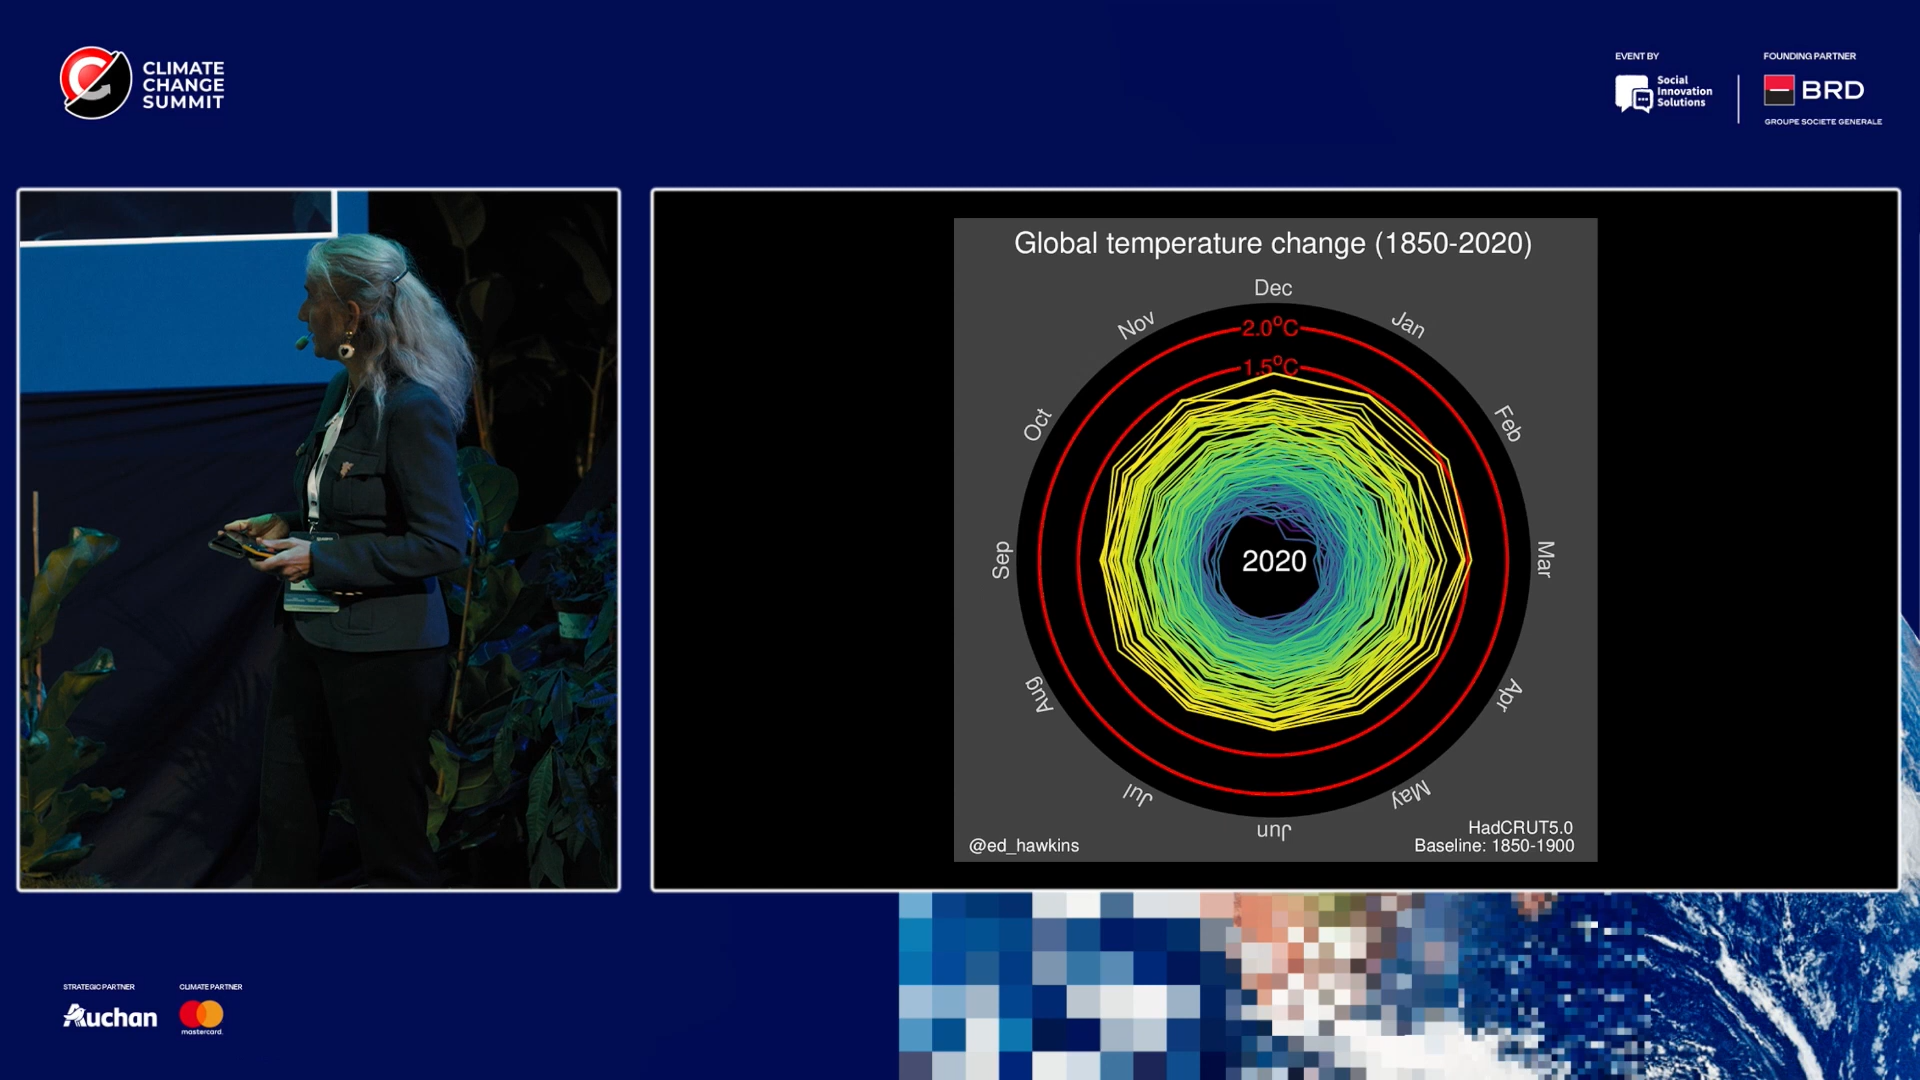 CLIMATE
CHANGE
SUMMIT
EVENT BY
Social
Innovation
Solutions
FOUNDING PARTNER
BRD
GROUPE SOCIETE GENERALE
Global temperature change (1850-2020)
Dec
Jan
Feb
Mar
Apr
May
Jun
Jul
Aug
Sep
Oct
Nov
2.0°C
1.5°C
2020
@ed_hawkins
HadCRUT5.0
Baseline: 1850-1900
STRATEGIC PARTNER
Auchan
CLIMATE PARTNER
mastercard.